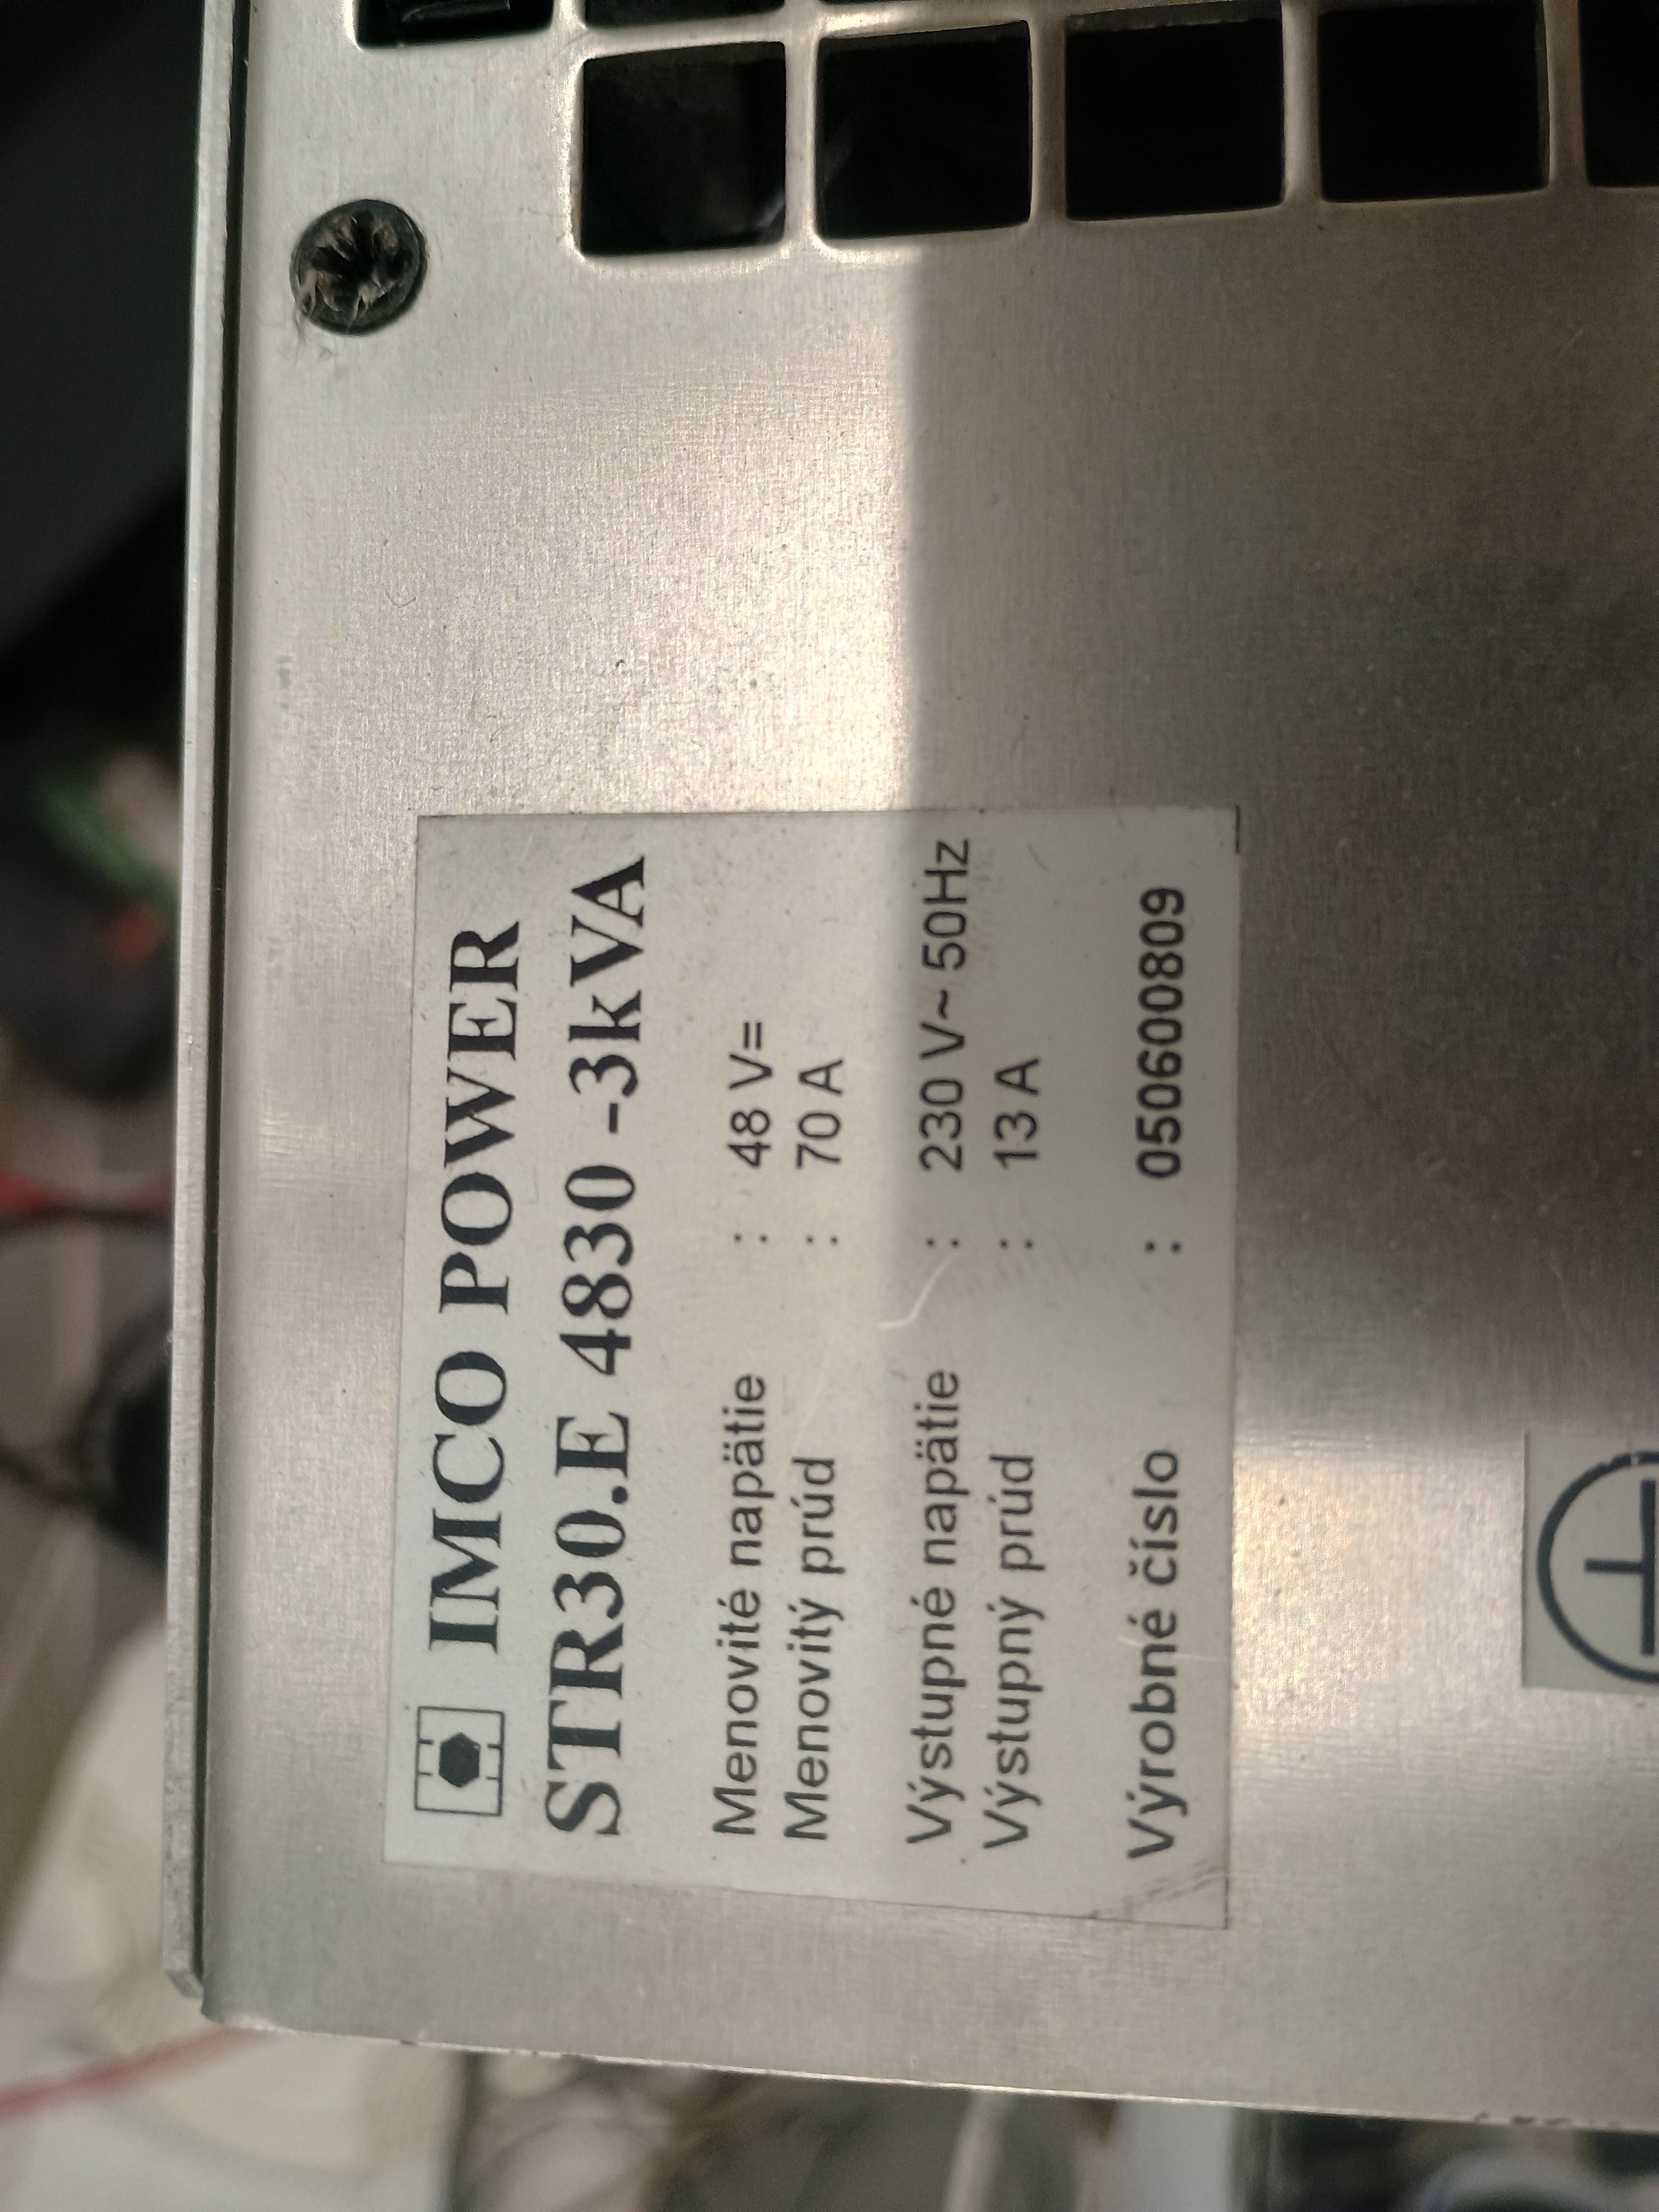 IMCO POWER
STR30.E 4830 -3kVA
Menovité napätie : 48 V=
Menovitý prúd : 70 A
Výstupné napätie : 230 V~ 50Hz
Výstupný prúd : 13 A
Výrobné číslo : 050600809